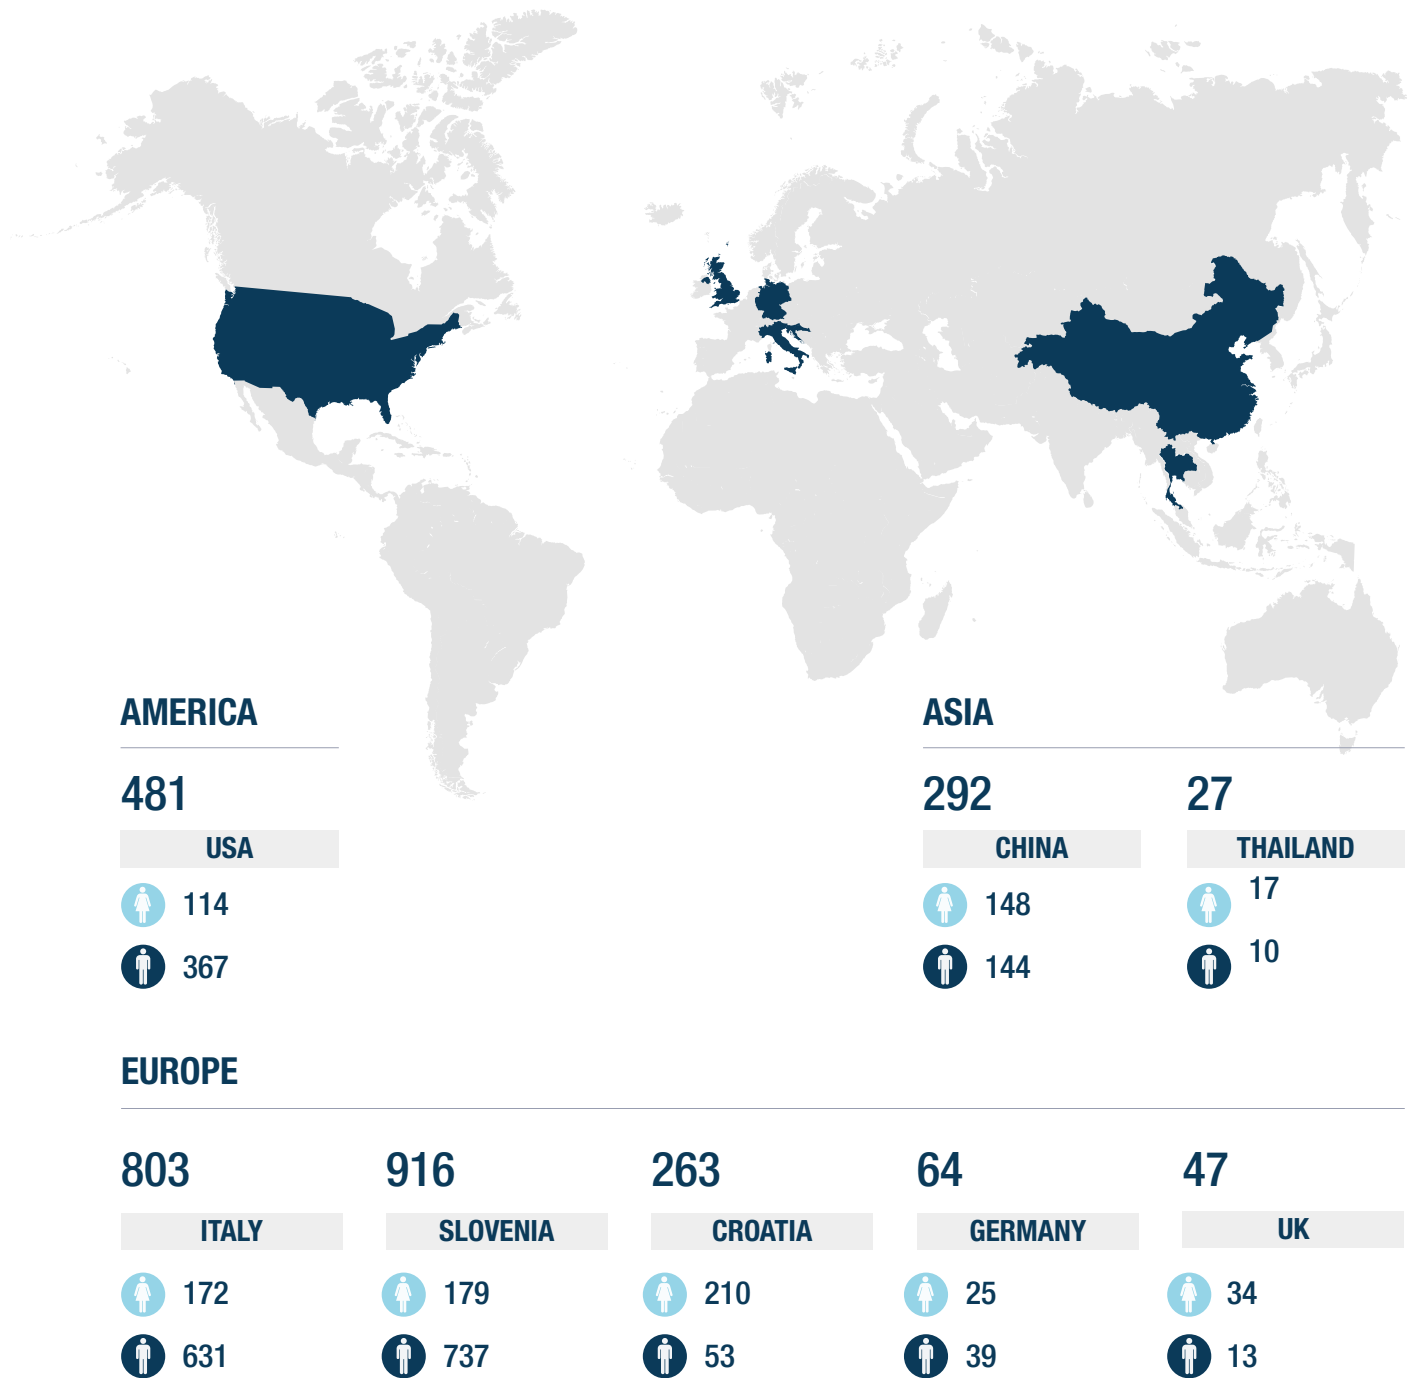 AMERICA
481
USA
114
367
ASIA
292
27
CHINA
THAILAND
148
17
144
10
EUROPE
803
916
263
64
47
ITALY
SLOVENIA
CROATIA
GERMANY
UK
172
179
210
25
34
631
737
53
39
13